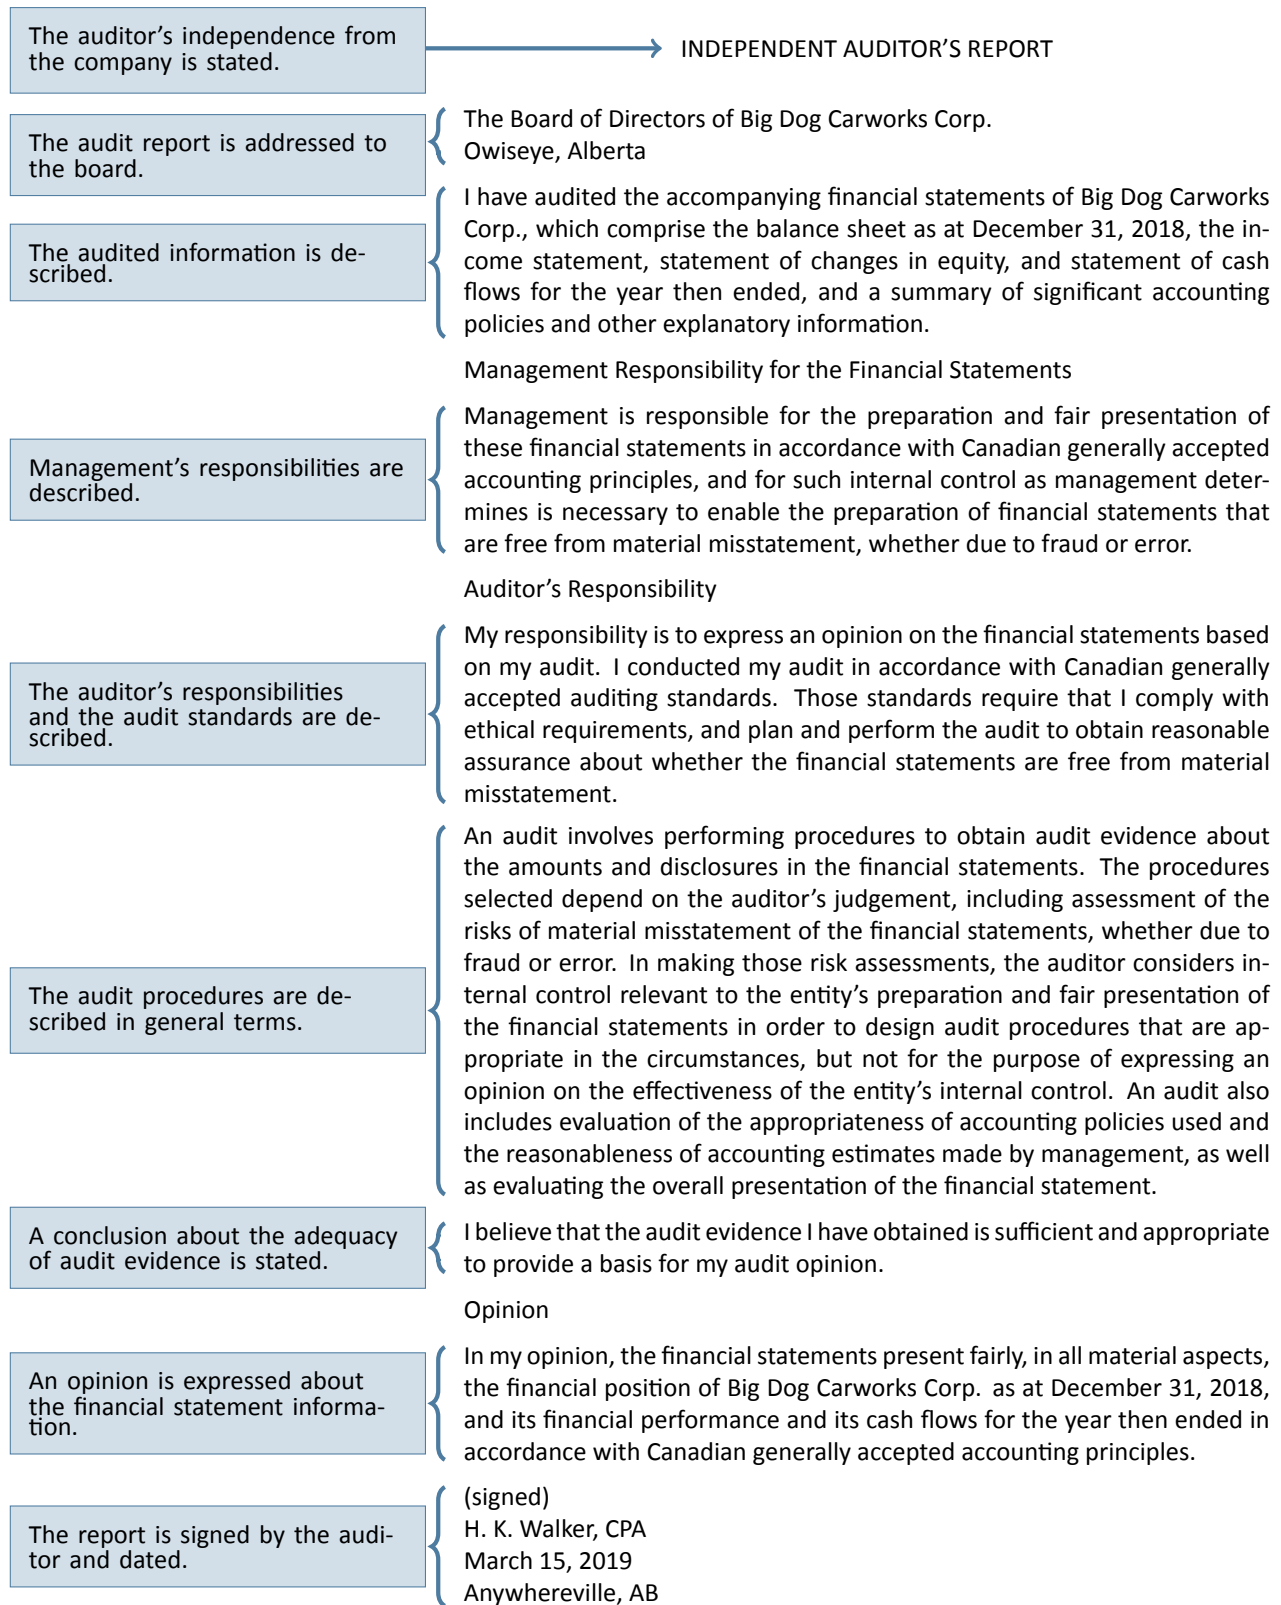 The auditor's independence from
the company is stated.
INDEPENDENT AUDITOR'S REPORT
The audit report is addressed to
the board.
The Board of Directors of Big Dog Carworks Corp.
Owiseye, Alberta
The audited information is de-
scribed.
I have audited the accompanying financial statements of Big Dog Carworks
Corp., which comprise the balance sheet as at December 31, 2018, the in-
come statement, statement of changes in equity, and statement of cash
flows for the year then ended, and a summary of significant accounting
policies and other explanatory information.
Management Responsibility for the Financial Statements
Management's responsibilities are
described.
Management is responsible for the preparation and fair presentation of
these financial statements in accordance with Canadian generally accepted
accounting principles, and for such internal control as management deter-
mines is necessary to enable the preparation of financial statements that
are free from material misstatement, whether due to fraud or error.
Auditor's Responsibility
The auditor's responsibilities
and the audit standards are de-
scribed.
My responsibility is to express an opinion on the financial statements based
on my audit. I conducted my audit in accordance with Canadian generally
accepted auditing standards. Those standards require that I comply with
ethical requirements, and plan and perform the audit to obtain reasonable
assurance about whether the financial statements are free from material
misstatement.
The audit procedures are de-
scribed in general terms.
An audit involves performing procedures to obtain audit evidence about
the amounts and disclosures in the financial statements. The procedures
selected depend on the auditor's judgement, including assessment of the
risks of material misstatement of the financial statements, whether due to
fraud or error. In making those risk assessments, the auditor considers in-
ternal control relevant to the entity's preparation and fair presentation of
the financial statements in order to design audit procedures that are ap-
propriate in the circumstances, but not for the purpose of expressing an
opinion on the effectiveness of the entity's internal control. An audit also
includes evaluation of the appropriateness of accounting policies used and
the reasonableness of accounting estimates made by management, as well
as evaluating the overall presentation of the financial statement.
A conclusion about the adequacy
of audit evidence is stated.
I believe that the audit evidence I have obtained is sufficient and appropriate
to provide a basis for my audit opinion.
Opinion
An opinion is expressed about
the financial statement informa-
tion.
In my opinion, the financial statements present fairly, in all material aspects,
the financial position of Big Dog Carworks Corp. as at December 31, 2018,
and its financial performance and its cash flows for the year then ended in
accordance with Canadian generally accepted accounting principles.
The report is signed by the audi-
tor and dated.
(signed)
H. K. Walker, CPA
March 15, 2019
Anywhereville, AB